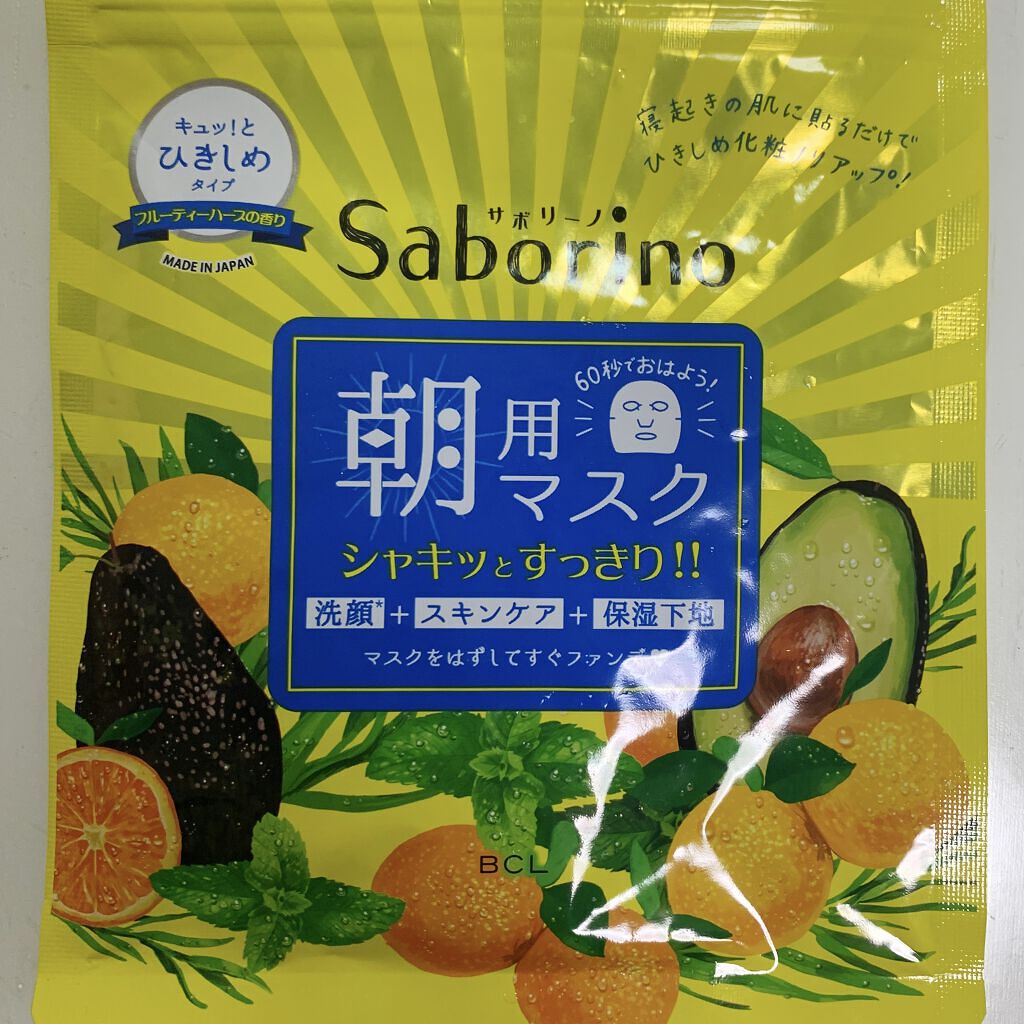 キュッ!と
ひきしめ
タイプ
フルーティーハーブの香り
MADE IN JAPAN
寝起きの肌に貼るだけで
ひきしめ化粧ノリアップ!
サボリーノ
Saborino
60秒でおはよう!
朝用
マスク
シャキッとすっきり!!
洗顔*+スキンケア+保湿下地
マスクをはずしてすぐファンデ
BCL